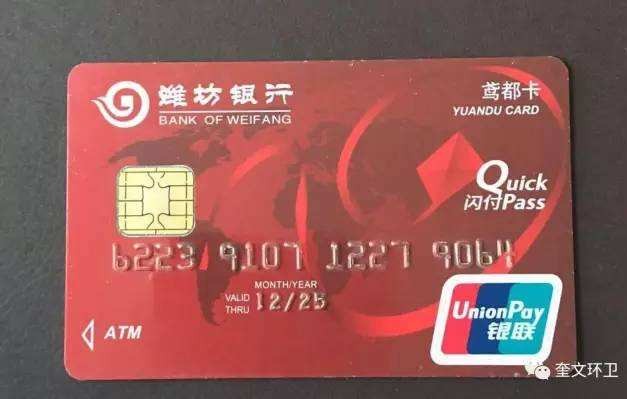 潍坊银行
BANK OF WEIFANG
鸢都卡
YUANDU CARD
Quick
闪付Pass
6223 9107 1227 9064
MONTH/YEAR
VALID THRU 12/25
ATM
UnionPay
银联
奎文环卫